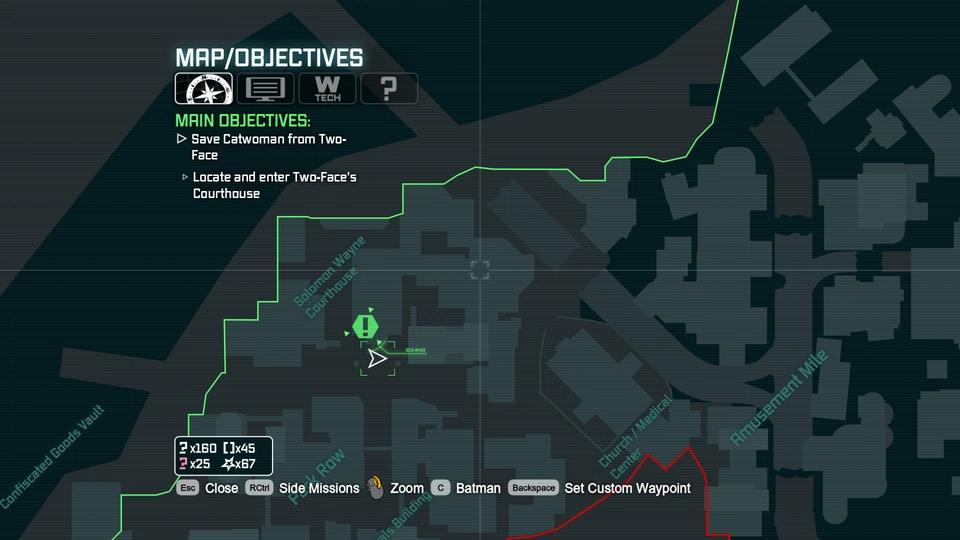 MAP/OBJECTIVES
W
TECH
?
MAIN OBJECTIVES:
Save Catwoman from Two-
Face
Locate and enter Two-Face's
Courthouse
Solomon Wayne
Courthouse
!
Confiscated Goods Vault
Park Row
Church / Medical
Center
Amusement Mile
als Building
?x160 []x45
?x25 x67
Esc Close RCtrl Side Missions Zoom C Batman Backspace Set Custom Waypoint